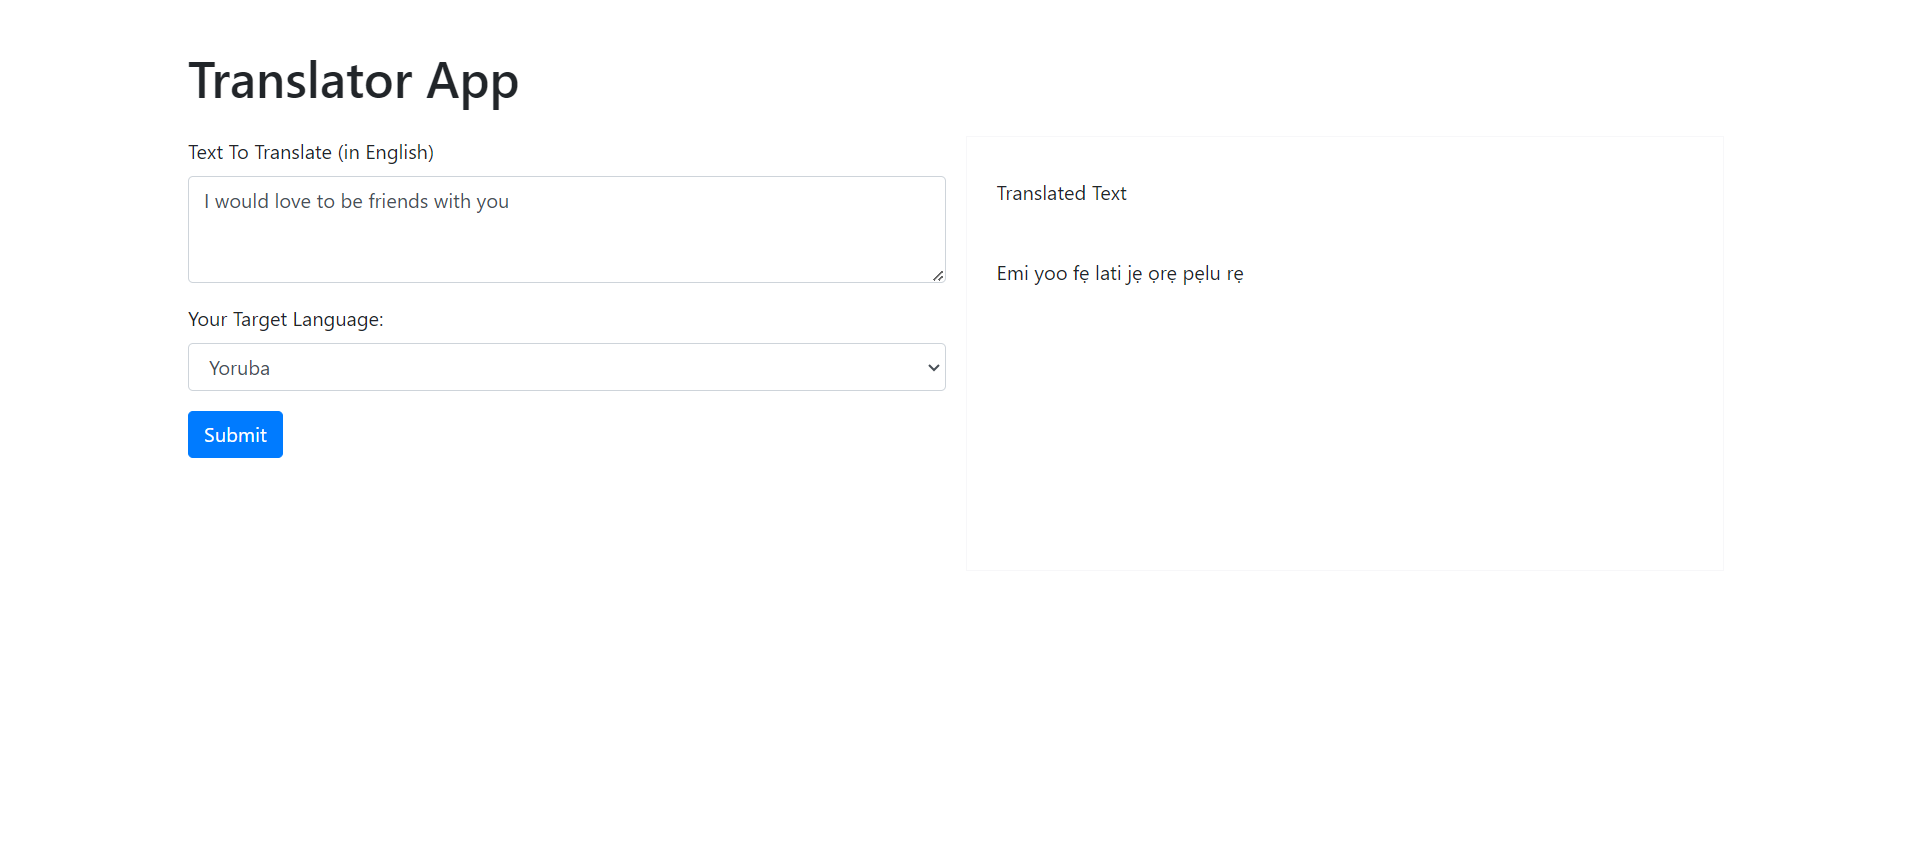 Translator App
Text To Translate (in English)
I would love to be friends with you
Your Target Language:
Yoruba
Submit
Translated Text
Emi yoo fẹ lati jẹ ọrẹ pẹlu rẹ